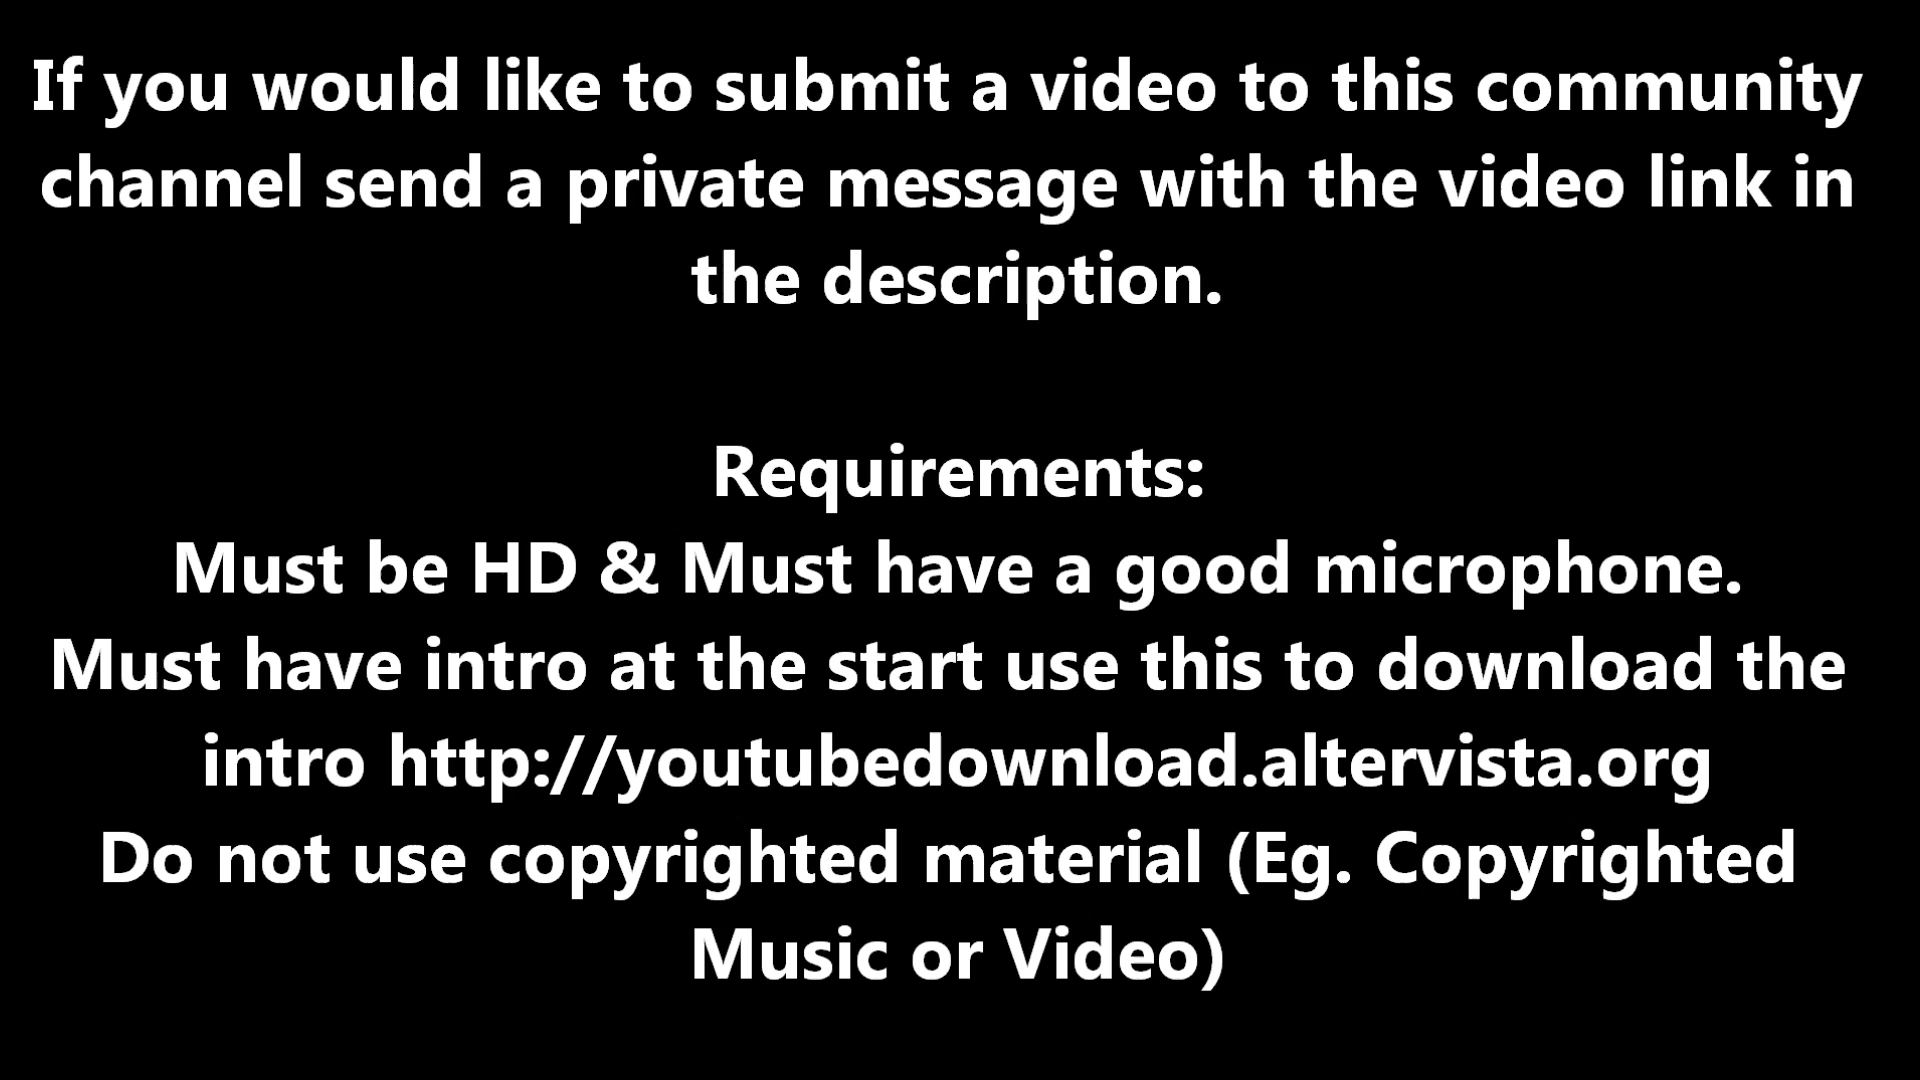 If you would like to submit a video to this community
channel send a private message with the video link in
the description.
Requirements:
Must be HD & Must have a good microphone.
Must have intro at the start use this to download the
intro http://youtubedownload.altervista.org
Do not use copyrighted material (Eg. Copyrighted
Music or Video)